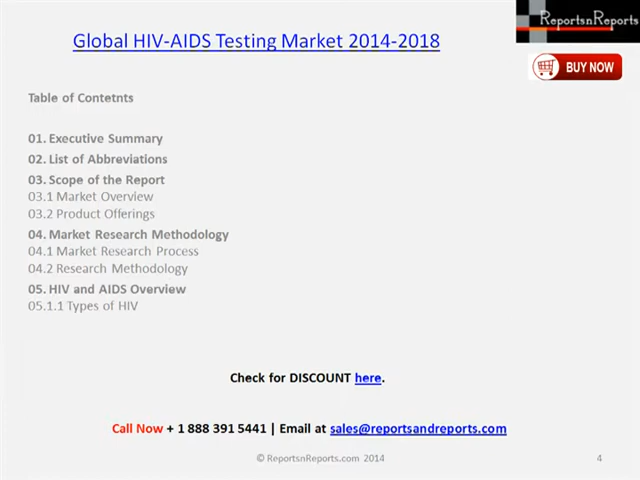 Global HIV-AIDS Testing Market 2014-2018
ReportsnReports
BUY NOW
Table of Contetnts
01. Executive Summary
02. List of Abbreviations
03. Scope of the Report
03.1 Market Overview
03.2 Product Offerings
04. Market Research Methodology
04.1 Market Research Process
04.2 Research Methodology
05. HIV and AIDS Overview
05.1.1 Types of HIV
Check for DISCOUNT here.
Call Now + 1 888 391 5441 | Email at sales@reportsandreports.com
© ReportsnReports.com 2014
4